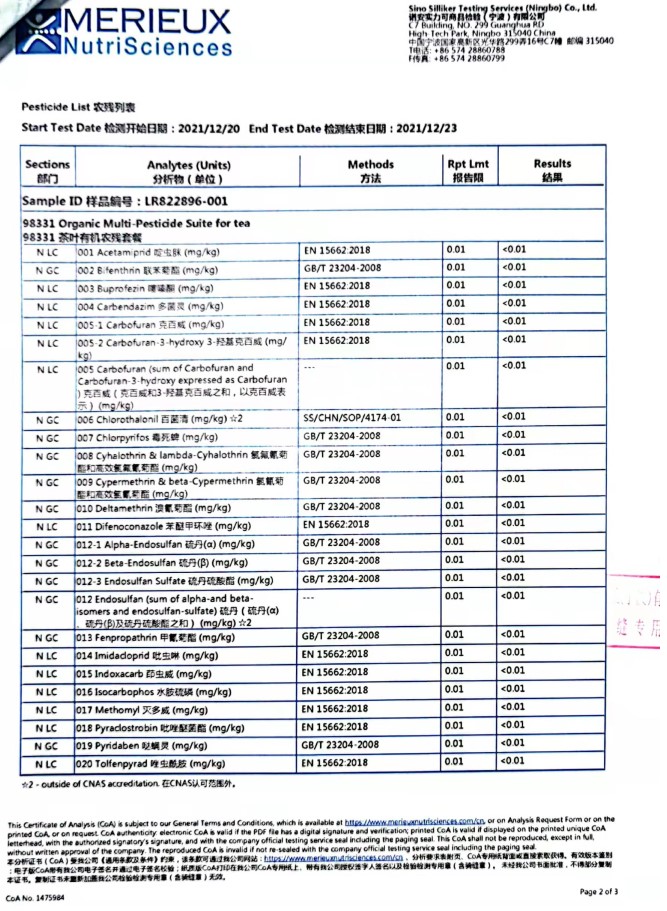 MERIEUX
NutriSciences
Sino Silliker Testing Services (Ningbo) Co., Ltd.
诺安实力可商品检验（宁波）有限公司
C7 Building, NO. 299 Guanghua RD
High-Tech Park, Ningbo 315040 China
中国宁波国家高新区光华路299弄16号C7幢 邮编 315040
T电话: +86 574 28860777
F传真: +86 574 28860799
Pesticide List 农残列表
Start Test Date 检测开始日期：2021/12/20 End Test Date 检测结束日期：2021/12/23
Sections Analytes (Units) Methods Rpt Lmt Results
部门 分析物（单位） 方法 报告限 结果
Sample ID 样品编号：LR822896-001
98331 Organic Multi-Pesticide Suite for tea
98331 茶叶有机农残套餐
N LC 001 Acetamiprid 啶虫脒 (mg/kg) EN 15662:2018 0.01 <0.01
N GC 002 Bifenthrin 联苯菊酯 (mg/kg) GB/T 23204-2008 0.01 <0.01
N LC 003 Buprofezin 噻嗪酮 (mg/kg) EN 15662:2018 0.01 <0.01
N LC 004 Carbendazim 多菌灵 (mg/kg) EN 15662:2018 0.01 <0.01
N LC 005-1 Carbofuran 克百威 (mg/kg) EN 15662:2018 0.01 <0.01
N LC 005-2 Carbofuran-3-hydroxy 3-羟基克百威 (mg/ EN 15662:2018 0.01 <0.01
kg)
N LC 005 Carbofuran (sum of Carbofuran and --- 0.01 <0.01
Carbofuran-3-hydroxy expressed as Carbofuran
) 克百威（克百威和3-羟基克百威之和，以克百威表
示）(mg/kg)
N GC 006 Chlorothalonil 百菌清 (mg/kg) ☆2 SS/CHN/SOP/4174-01 0.01 <0.01
N GC 007 Chlorpyrifos 毒死蜱 (mg/kg) GB/T 23204-2008 0.01 <0.01
N GC 008 Cyhalothrin & lambda-Cyhalothrin 氯氟氰菊 GB/T 23204-2008 0.01 <0.01
酯和高效氯氟氰菊酯 (mg/kg)
N GC 009 Cypermethrin & beta-Cypermethrin 氯氰菊 GB/T 23204-2008 0.01 <0.01
酯和高效氯氰菊酯 (mg/kg)
N GC 010 Deltamethrin 溴氰菊酯 (mg/kg) GB/T 23204-2008 0.01 <0.01
N LC 011 Difenoconazole 苯醚甲环唑 (mg/kg) EN 15662:2018 0.01 <0.01
N GC 012-1 Alpha-Endosulfan 硫丹(α) (mg/kg) GB/T 23204-2008 0.01 <0.01
N GC 012-2 Beta-Endosulfan 硫丹(β) (mg/kg) GB/T 23204-2008 0.01 <0.01
N GC 012-3 Endosulfan Sulfate 硫丹硫酸酯 (mg/kg) GB/T 23204-2008 0.01 <0.01
N GC 012 Endosulfan (sum of alpha-and beta- --- 0.01 <0.01
isomers and endosulfan-sulfate) 硫丹（硫丹(α)
、硫丹(β)及硫丹硫酸酯之和）(mg/kg) ☆2
N GC 013 Fenpropathrin 甲氰菊酯 (mg/kg) GB/T 23204-2008 0.01 <0.01
N LC 014 Imidacloprid 吡虫啉 (mg/kg) EN 15662:2018 0.01 <0.01
N LC 015 Indoxacarb 茚虫威 (mg/kg) EN 15662:2018 0.01 <0.01
N LC 016 Isocarbophos 水胺硫磷 (mg/kg) EN 15662:2018 0.01 <0.01
N LC 017 Methomyl 灭多威 (mg/kg) EN 15662:2018 0.01 <0.01
N LC 018 Pyraclostrobin 吡唑醚菌酯 (mg/kg) EN 15662:2018 0.01 <0.01
N GC 019 Pyridaben 哒螨灵 (mg/kg) GB/T 23204-2008 0.01 <0.01
N LC 020 Tolfenpyrad 唑虫酰胺 (mg/kg) EN 15662:2018 0.01 <0.01
☆2 - outside of CNAS accreditation. 在CNAS认可范围外。
缝专用
This Certificate of Analysis (CoA) is subject to our General Terms and Conditions, which is available at https://www.merieuxnutrisciences.com/cn, or on Analysis Request Form or on the
printed CoA, or on request. CoA authenticity: electronic CoA is valid if the PDF file has a digital signature and verification; printed CoA is valid if displayed on the printed unique CoA
letterhead, with the authorized signatory's signature, and with the company official testing service seal including the paging seal. This CoA shall not be reproduced, except in full,
without written approval of the company. The reproduced CoA is invalid if not re-sealed with the company official testing service seal including the paging seal.
本分析证书（CoA）受我公司《通用条款及条件》约束，该条款可通过我公司网站：https://www.merieuxnutrisciences.com/cn，分析要求表附页、CoA专用纸背面或直接索取获得。有效版本鉴别
：电子版CoA带有我公司电子签名并通过电子签名校验；纸质版CoA打印在我公司CoA专用纸上，带有我公司授权签字人签名以及检验检测专用章（含骑缝章）。未经我公司书面批准，不得部分复制
本证书。复制证书未重新加盖我公司检验检测专用章（含骑缝章）无效。
CoA No. 1475984
Page 2 of 3